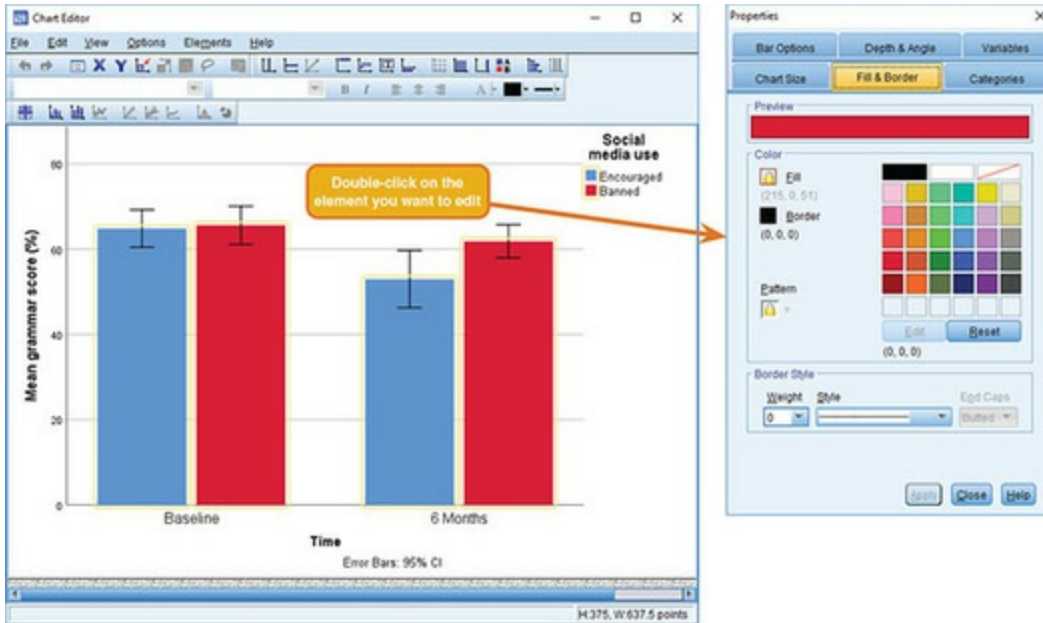 Chart Editor
File Edit View Options Elements Help
X Y
B I A
Double-click on the
element you want to edit
Social
media use
Encouraged
Banned
Mean grammar score (%)
80
60
40
20
0
Baseline 6 Months
Time
Error Bars: 95% CI
H:375, W:637.5 points
Properties
Bar Options Depth & Angle Variables
Chart Size Fill & Border Categories
Preview
Color
Fill
(215, 0, 51)
Border
(0, 0, 0)
Pattern
Edit Reset
(0, 0, 0)
Border Style
Weight Style End Caps
0 Butted
Apply Close Help